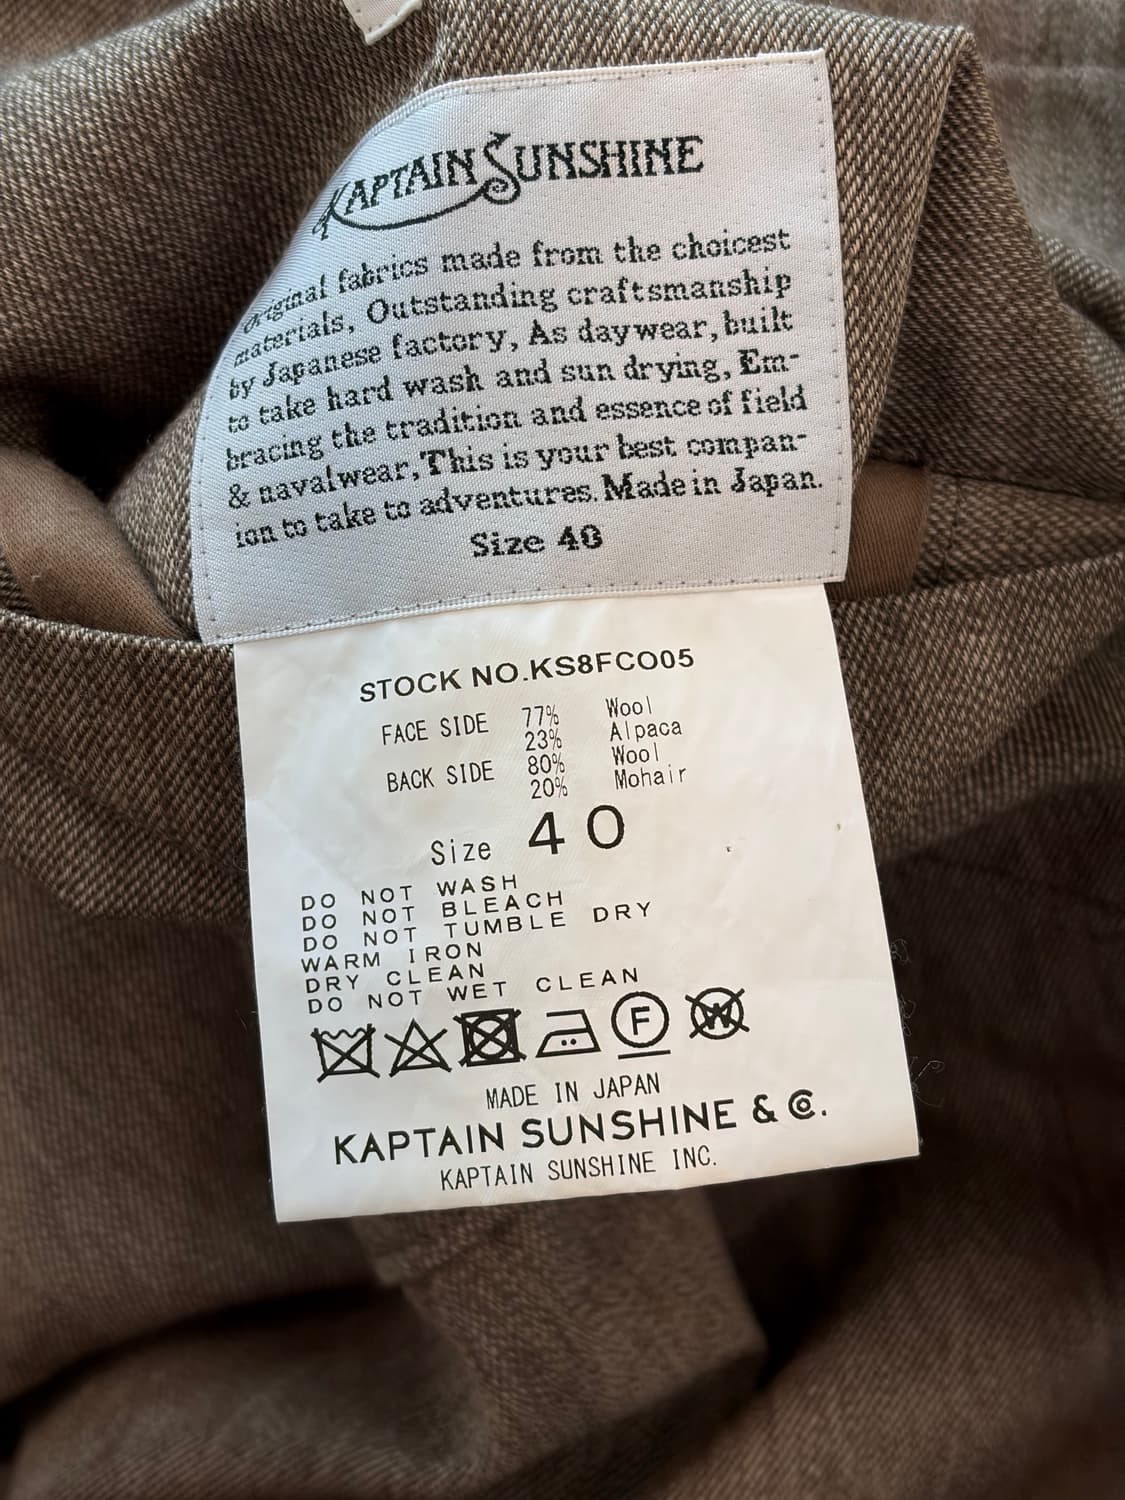 KAPTAIN SUNSHINE
Original fabrics made from the choicest
materials. Outstanding craftsmanship
by Japanese factory, As daywear, built
to take hard wash and sun drying, Em-
bracing the tradition and essence of field
& navalwear, This is your best compan-
ion to take to adventures. Made in Japan.
Size 40
STOCK NO.KS8FCO05
FACE SIDE 77% Wool
23% Alpaca
BACK SIDE 80% Wool
20% Mohair
Size 40
DO NOT WASH
DO NOT BLEACH
DO NOT TUMBLE DRY
WARM IRON
DRY CLEAN
DO NOT WET CLEAN
F W
MADE IN JAPAN
KAPTAIN SUNSHINE & Co.
KAPTAIN SUNSHINE INC.